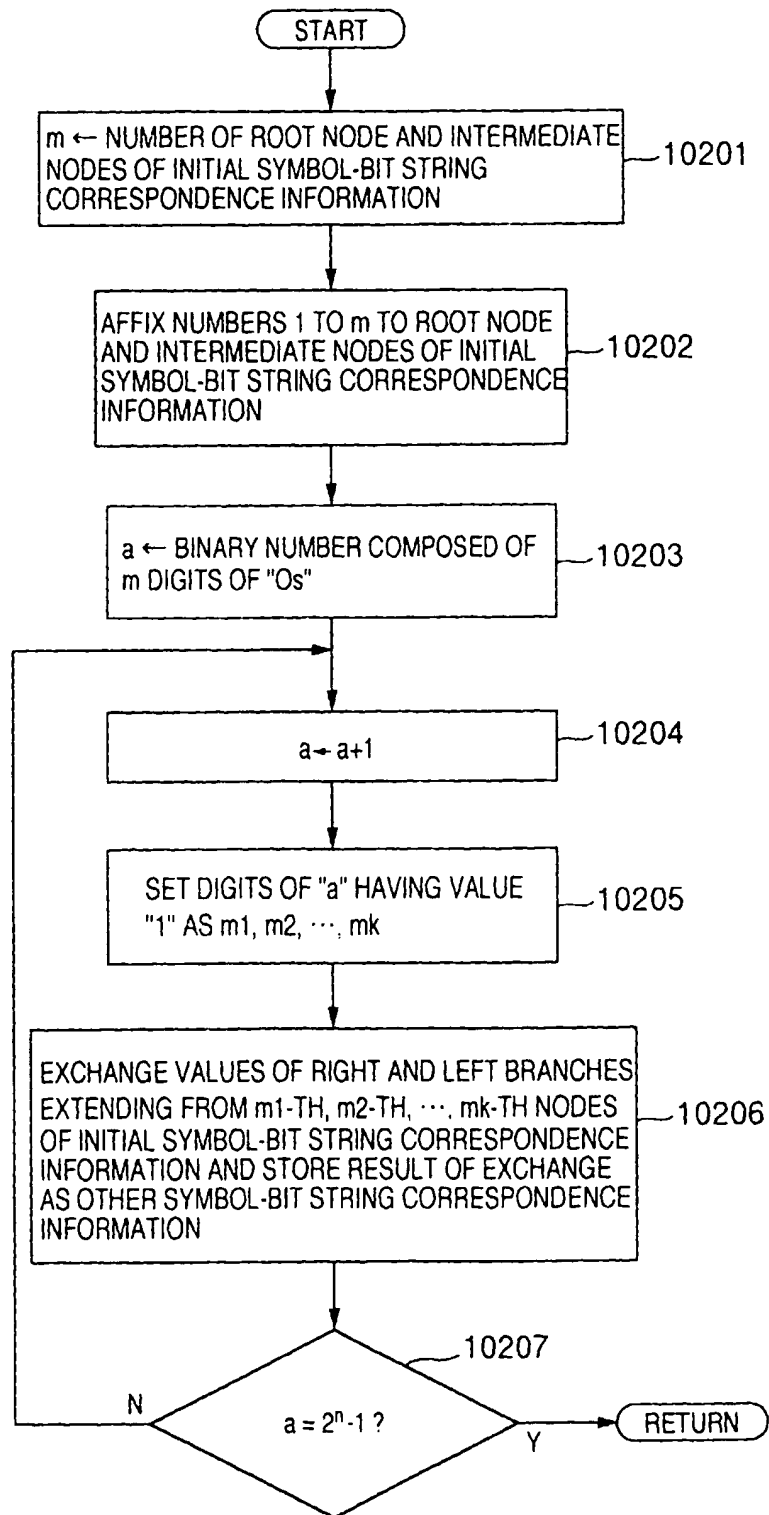 START
m ← NUMBER OF ROOT NODE AND INTERMEDIATE
NODES OF INITIAL SYMBOL-BIT STRING
CORRESPONDENCE INFORMATION
10201
AFFIX NUMBERS 1 TO m TO ROOT NODE
AND INTERMEDIATE NODES OF INITIAL
SYMBOL-BIT STRING CORRESPONDENCE
INFORMATION
10202
a ← BINARY NUMBER COMPOSED OF
m DIGITS OF "Os"
10203
a ← a+1
10204
SET DIGITS OF "a" HAVING VALUE
"1" AS m1, m2, ···, mk
10205
EXCHANGE VALUES OF RIGHT AND LEFT BRANCHES
EXTENDING FROM m1-TH, m2-TH, ···, mk-TH NODES
OF INITIAL SYMBOL-BIT STRING CORRESPONDENCE
INFORMATION AND STORE RESULT OF EXCHANGE
AS OTHER SYMBOL-BIT STRING CORRESPONDENCE
INFORMATION
10206
10207
N
a = 2ⁿ-1 ?
Y
RETURN